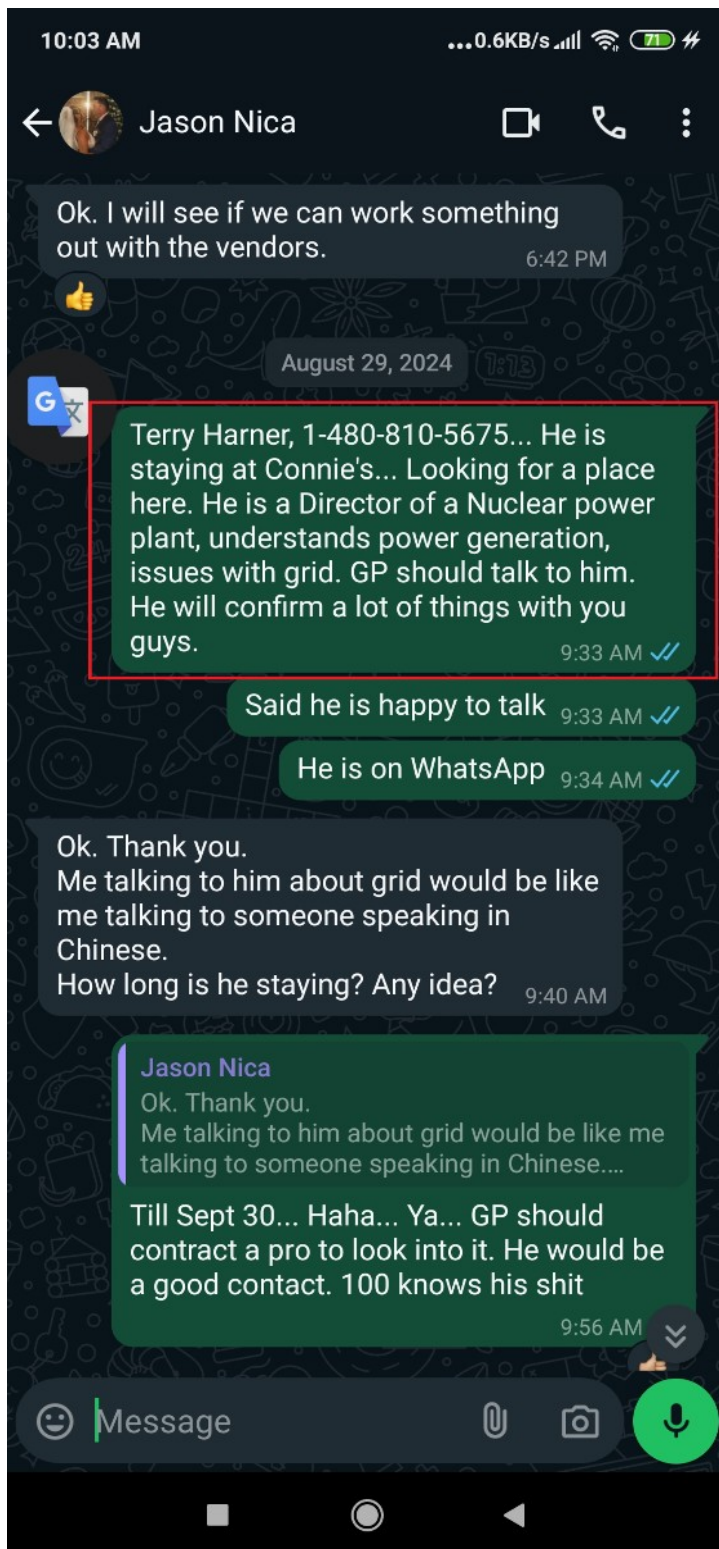 10:03 AM
...0.6KB/s
71
Jason Nica
Ok. I will see if we can work something
out with the vendors.
6:42 PM
August 29, 2024
G
文
Terry Harner, 1-480-810-5675... He is
staying at Connie's... Looking for a place
here. He is a Director of a Nuclear power
plant, understands power generation,
issues with grid. GP should talk to him.
He will confirm a lot of things with you
guys.
9:33 AM
Said he is happy to talk 9:33 AM
He is on WhatsApp 9:34 AM
Ok. Thank you.
Me talking to him about grid would be like
me talking to someone speaking in
Chinese.
How long is he staying? Any idea? 9:40 AM
Jason Nica
Ok. Thank you.
Me talking to him about grid would be like me
talking to someone speaking in Chinese....
Till Sept 30... Haha... Ya... GP should
contract a pro to look into it. He would be
a good contact. 100 knows his shit
9:56 AM
Message